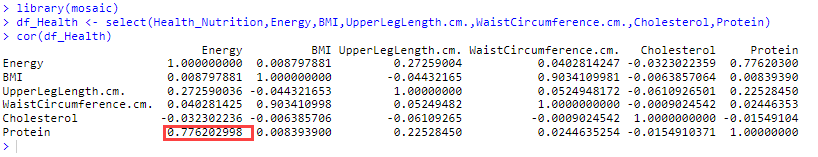 > library(mosaic)
> df_Health <- select(Health_Nutrition,Energy,BMI,UpperLegLength.cm.,WaistCircumference.cm.,Cholesterol,Protein)
> cor(df_Health)
Energy BMI UpperLegLength.cm. WaistCircumference.cm. Cholesterol Protein
Energy 1.000000000 0.008797881 0.27259004 0.0402814247 -0.0323022359 0.77620300
BMI 0.008797881 1.000000000 -0.04432165 0.9034109981 -0.0063857064 0.00839390
UpperLegLength.cm. 0.272590036 -0.044321653 1.00000000 0.0524948172 -0.0610926501 0.22528450
WaistCircumference.cm. 0.040281425 0.903410998 0.05249482 1.0000000000 -0.0009024542 0.02446353
Cholesterol -0.032302236 -0.006385706 -0.06109265 -0.0009024542 1.0000000000 -0.01549104
Protein 0.776202998 0.008393900 0.22528450 0.0244635254 -0.0154910371 1.00000000
>